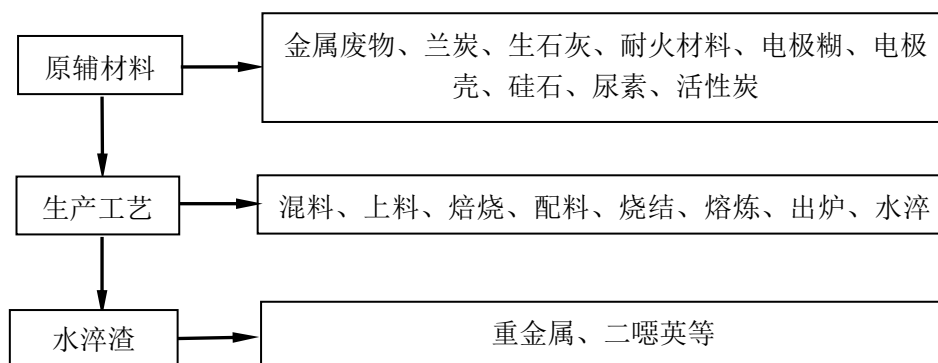 原辅材料
金属废物、兰炭、生石灰、耐火材料、电极糊、电极
壳、硅石、尿素、活性炭
生产工艺
混料、上料、焙烧、配料、烧结、熔炼、出炉、水淬
水淬渣
重金属、二噁英等